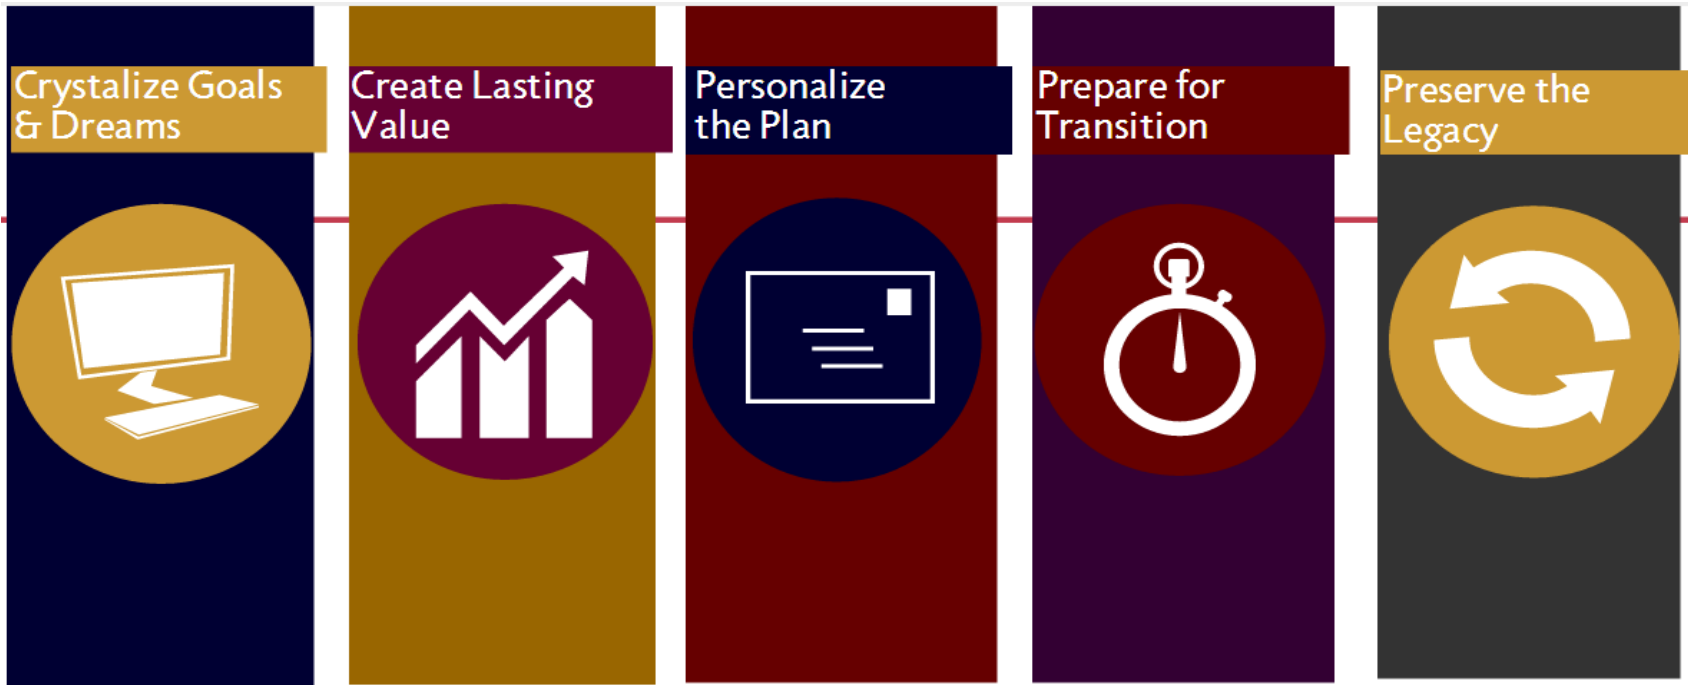 Crystalize Goals
& Dreams
Create Lasting
Value
Personalize
the Plan
Prepare for
Transition
Preserve the
Legacy